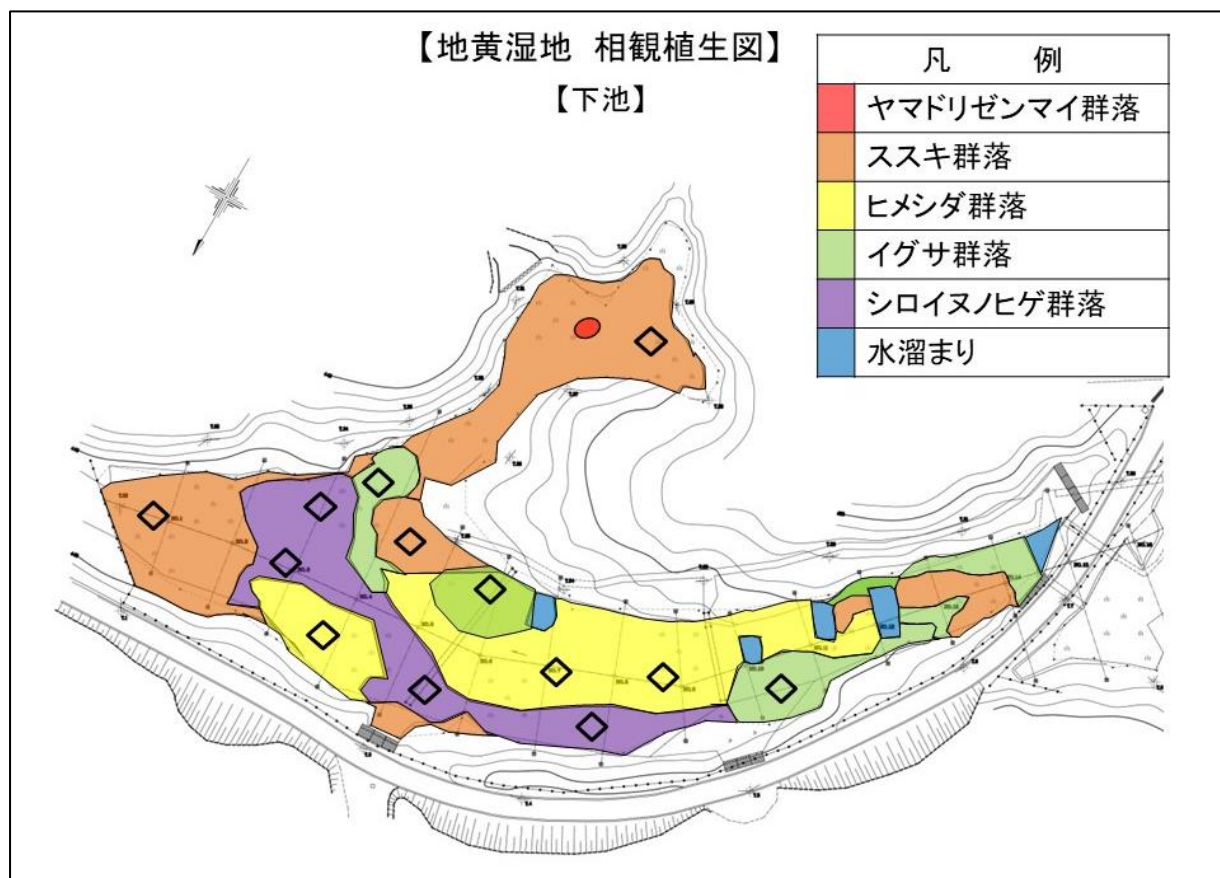 【地黄湿地 相観植生図】
【下池】
凡 例
ヤマドリゼンマイ群落
ススキ群落
ヒメシダ群落
イグサ群落
シロイヌノヒゲ群落
水溜まり